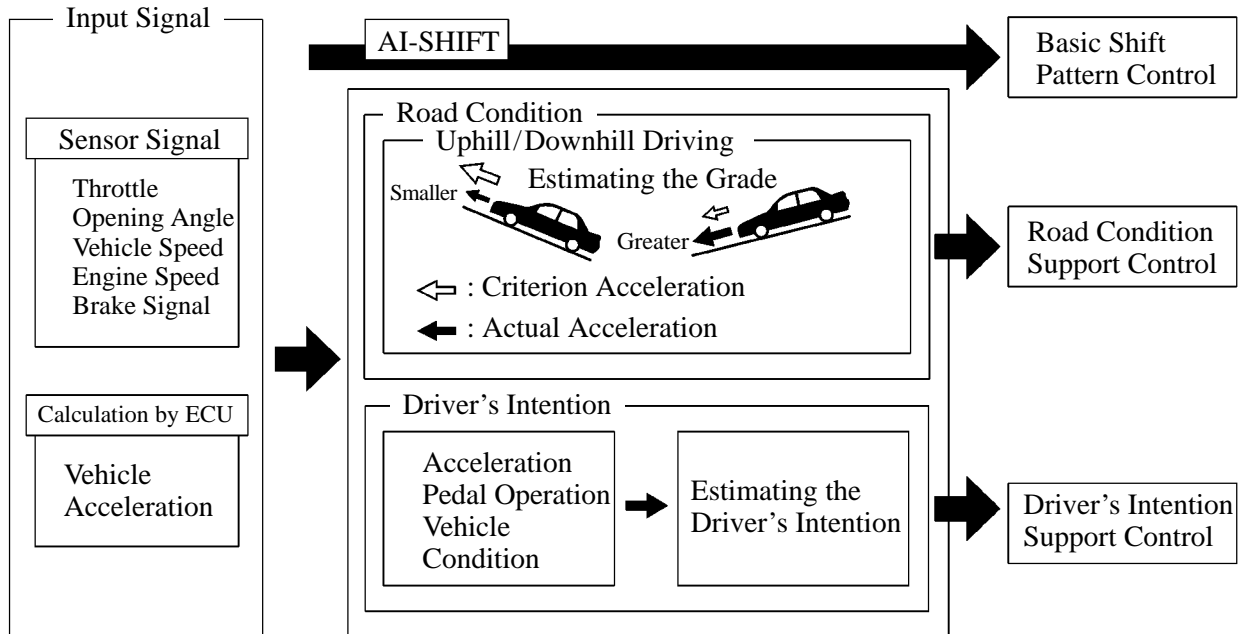 Input Signal
Sensor Signal
Throttle
Opening Angle
Vehicle Speed
Engine Speed
Brake Signal
Calculation by ECU
Vehicle
Acceleration
AI-SHIFT
Road Condition
Uphill/Downhill Driving
Estimating the Grade
Smaller
Greater
: Criterion Acceleration
: Actual Acceleration
Driver's Intention
Acceleration
Pedal Operation
Vehicle
Condition
Estimating the
Driver's Intention
Basic Shift
Pattern Control
Road Condition
Support Control
Driver's Intention
Support Control